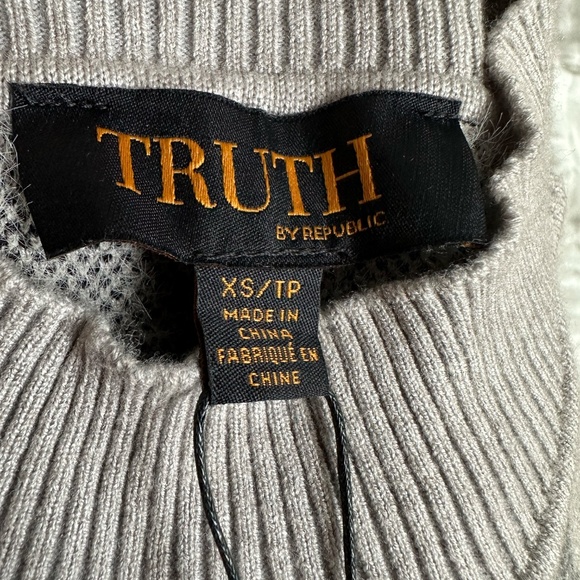 TRUTH
BY REPUBLIC
XS/TP
MADE IN
CHINA
FABRIQUÉ EN
CHINE